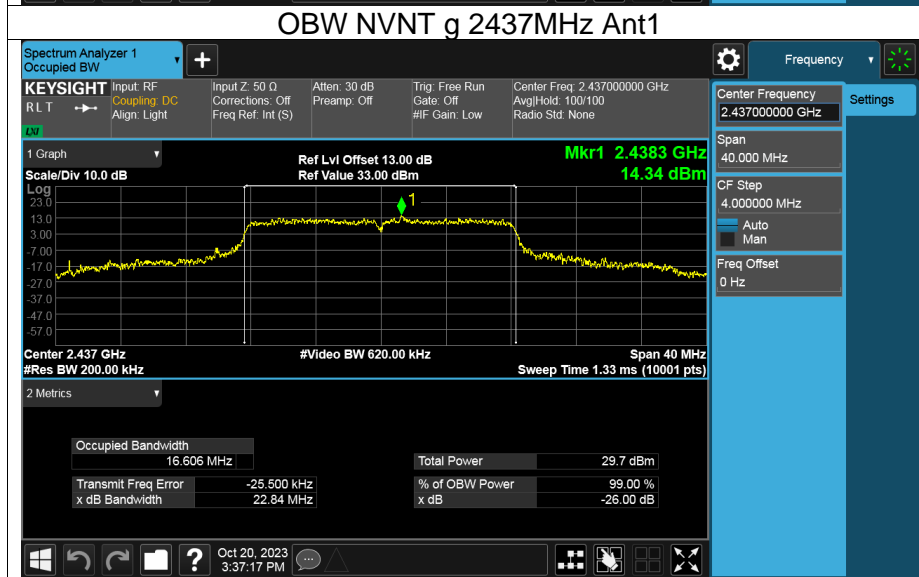 OBW NVNT g 2437MHz Ant1
Spectrum Analyzer 1
Occupied BW
+
Frequency
KEYSIGHT
RLT
LXI
Input: RF
Coupling: DC
Align: Light
Input Z: 50 Ω
Corrections: Off
Freq Ref: Int (S)
Atten: 30 dB
Preamp: Off
Trig: Free Run
Gate: Off
#IF Gain: Low
Center Freq: 2.437000000 GHz
Avg|Hold: 100/100
Radio Std: None
Center Frequency
2.437000000 GHz
Settings
Span
40.000 MHz
CF Step
4.000000 MHz
Auto
Man
Freq Offset
0 Hz
1 Graph
Scale/Div 10.0 dB
Ref Lvl Offset 13.00 dB
Ref Value 33.00 dBm
Mkr1 2.4383 GHz
14.34 dBm
Log
23.0
13.0
3.00
-7.00
-17.0
-27.0
-37.0
-47.0
-57.0
1
Center 2.437 GHz
#Video BW 620.00 kHz
Span 40 MHz
#Res BW 200.00 kHz
Sweep Time 1.33 ms (10001 pts)
2 Metrics
Occupied Bandwidth
16.606 MHz
Total Power 29.7 dBm
Transmit Freq Error -25.500 kHz
% of OBW Power 99.00 %
x dB Bandwidth 22.84 MHz
x dB -26.00 dB
?
Oct 20, 2023
3:37:17 PM